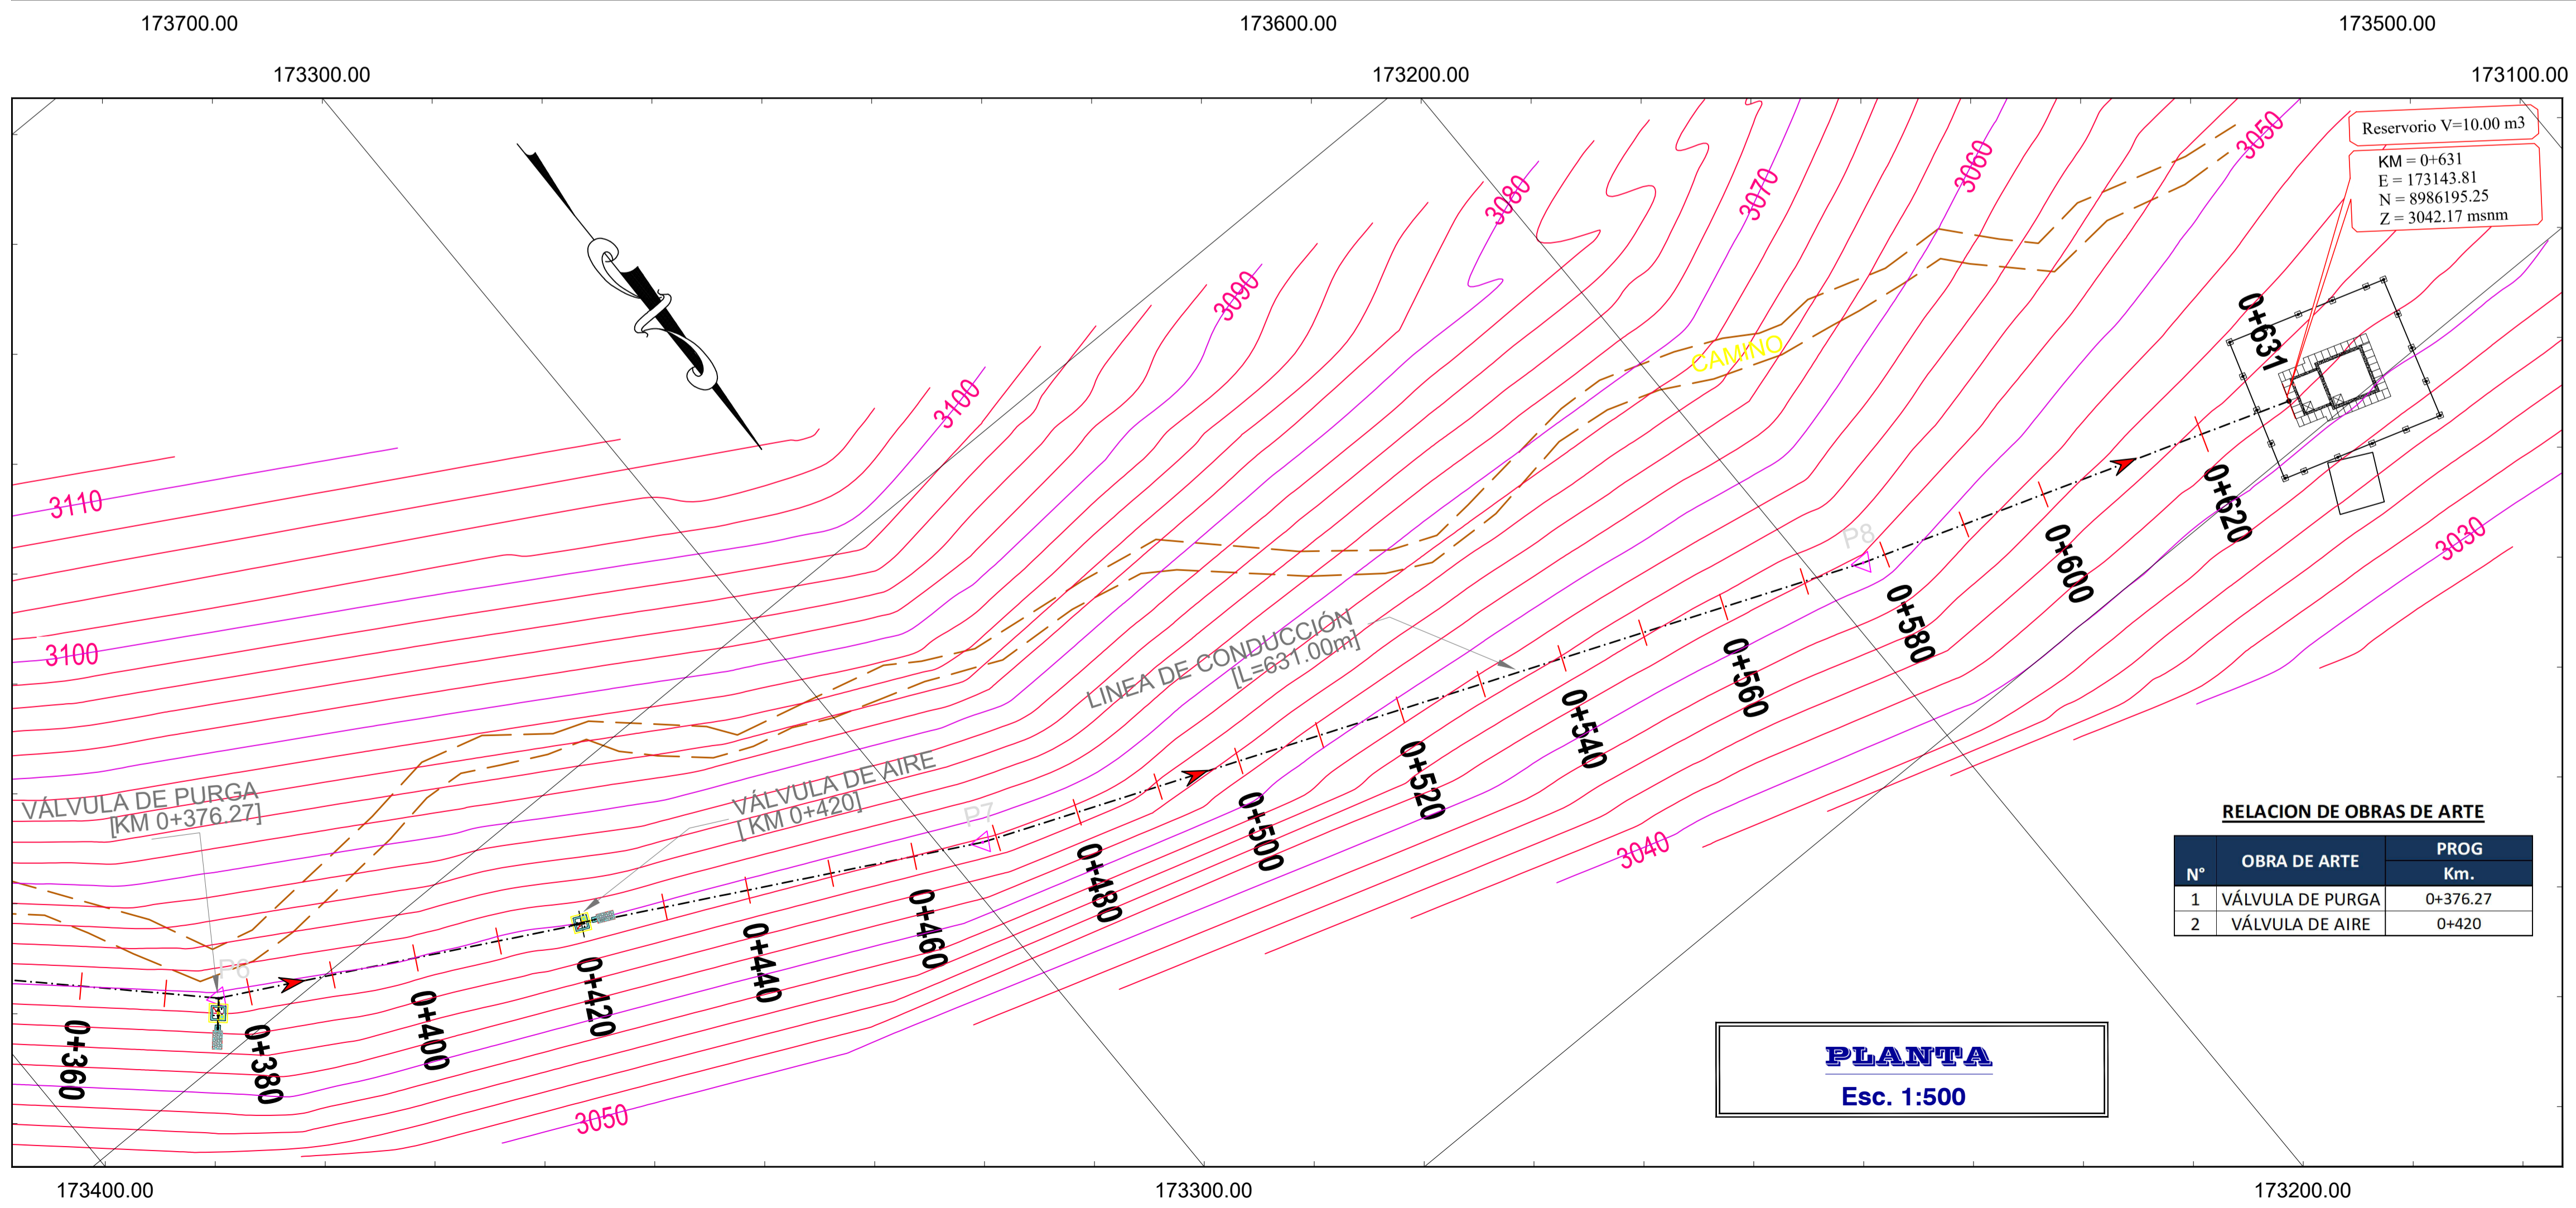 173700.00
173600.00
173500.00
173300.00
173200.00
173100.00
Reservorio V=10.00 m3
KM = 0+631
E = 173143.81
N = 8986195.25
Z = 3042.17 msnm
3050
3060
3070
3080
3090
3100
3110
3100
CAMINO
0+631
0+620
3030
P8
0+600
0+580
LINEA DE CONDUCCIÓN
[L=631.00m]
0+560
0+540
0+520
VÁLVULA DE AIRE
[ KM 0+420]
VÁLVULA DE PURGA
[KM 0+376.27]
P7
0+500
0+480
3040
0+460
0+440
0+420
P6
0+400
0+380
0+360
3050
RELACION DE OBRAS DE ARTE
N° OBRA DE ARTE PROG
Km.
1 VÁLVULA DE PURGA 0+376.27
2 VÁLVULA DE AIRE 0+420
PLANTA
Esc. 1:500
173400.00
173300.00
173200.00